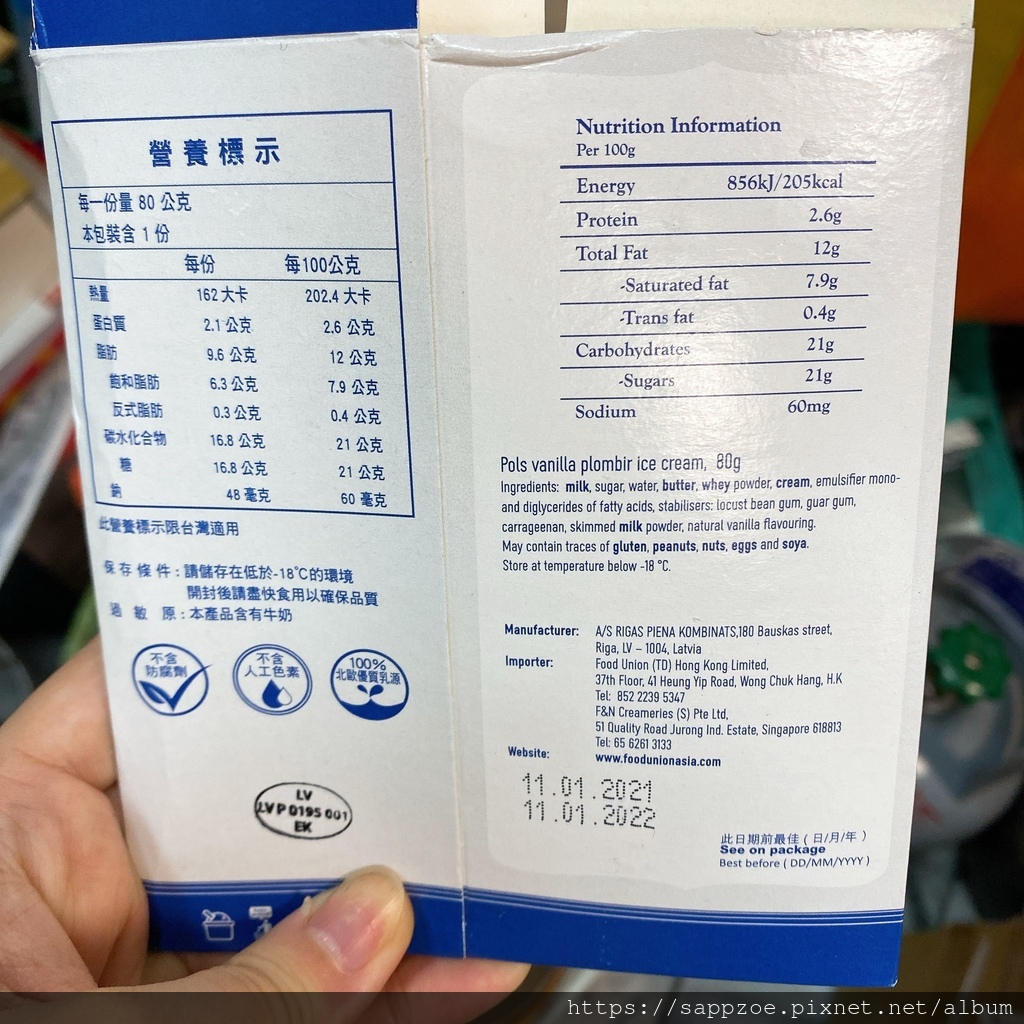 營養標示
每一份量 80 公克
本包裝含 1 份
每份 每100公克
熱量 162 大卡 202.4 大卡
蛋白質 2.1 公克 2.6 公克
脂肪 9.6 公克 12 公克
飽和脂肪 6.3 公克 7.9 公克
反式脂肪 0.3 公克 0.4 公克
碳水化合物 16.8 公克 21 公克
糖 16.8 公克 21 公克
鈉 48 毫克 60 毫克
此營養標示限台灣適用
保存條件：請儲存在低於-18℃的環境
開封後請盡快食用以確保品質
過敏原：本產品含有牛奶
不含
防腐劑
不含
人工色素
100%
北歐優質乳源
LV
LVP 0195 001
EK
Nutrition Information
Per 100g
Energy 856kJ/205kcal
Protein 2.6g
Total Fat 12g
-Saturated fat 7.9g
-Trans fat 0.4g
Carbohydrates 21g
-Sugars 21g
Sodium 60mg
Pols vanilla plombir ice cream, 80g
Ingredients: milk, sugar, water, butter, whey powder, cream, emulsifier mono-
and diglycerides of fatty acids, stabilisers: locust bean gum, guar gum,
carrageenan, skimmed milk powder, natural vanilla flavouring.
May contain traces of gluten, peanuts, nuts, eggs and soya.
Store at temperature below -18 °C.
Manufacturer: A/S RIGAS PIENA KOMBINATS,180 Bauskas street,
Riga, LV – 1004, Latvia
Importer: Food Union (TD) Hong Kong Limited,
37th Floor, 41 Heung Yip Road, Wong Chuk Hang, H.K
Tel: 852 2239 5347
F&N Creameries (S) Pte Ltd,
51 Quality Road Jurong Ind. Estate, Singapore 618813
Tel: 65 6261 3133
Website: www.foodunionasia.com
11.01.2021
11.01.2022
此日期前最佳（日/月/年）
See on package
Best before ( DD/MM/YYYY )
https://sappzoe.pixnet.net/album